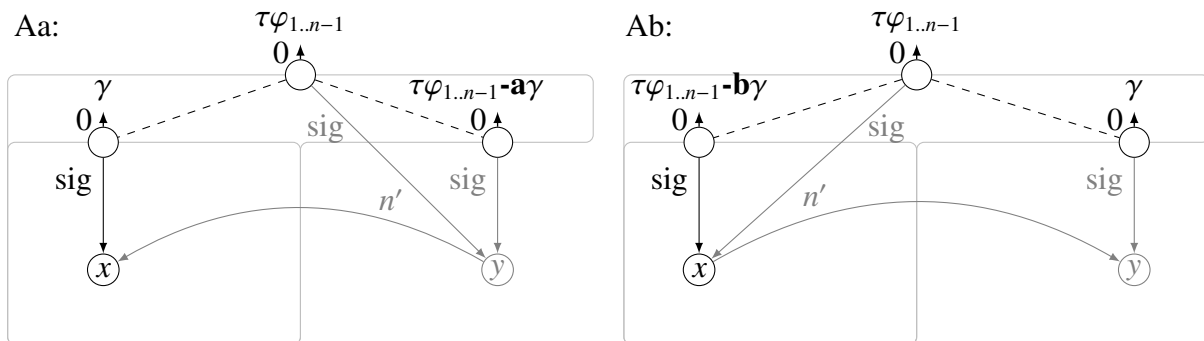 Aa:
τφ₁..ₙ₋₁
0
γ
0
τφ₁..ₙ₋₁-aγ
0
sig
sig
sig
n′
x
y
Ab:
τφ₁..ₙ₋₁
0
τφ₁..ₙ₋₁-bγ
0
γ
0
sig
sig
sig
n′
x
y